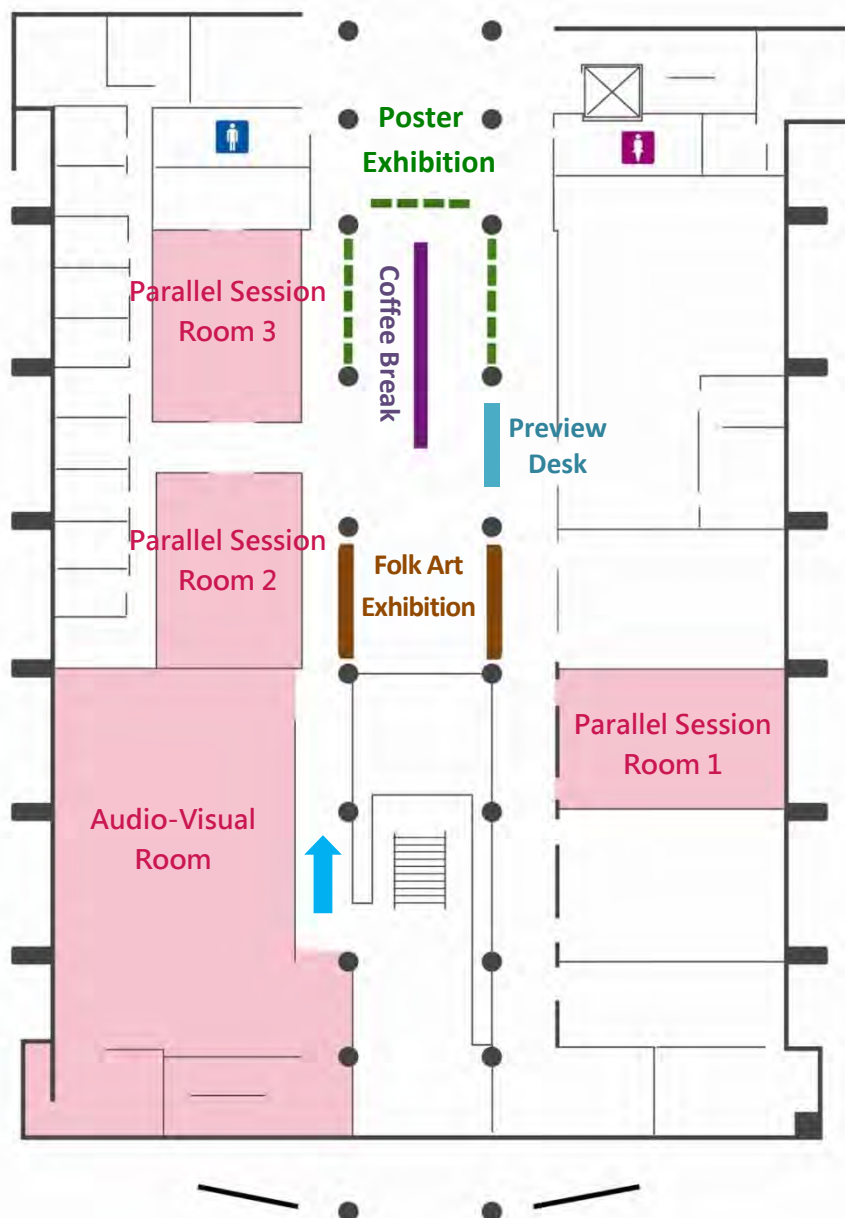 Poster
Exhibition
Parallel Session
Room 3
Coffee Break
Preview
Desk
Parallel Session
Room 2
Folk Art
Exhibition
Parallel Session
Room 1
Audio-Visual
Room